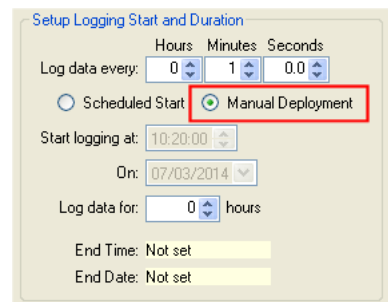 Setup Logging Start and Duration
Hours Minutes Seconds
Log data every: 0 1 0.0
Scheduled Start Manual Deployment
Start logging at: 10:20:00
On: 07/03/2014
Log data for: 0 hours
End Time: Not set
End Date: Not set